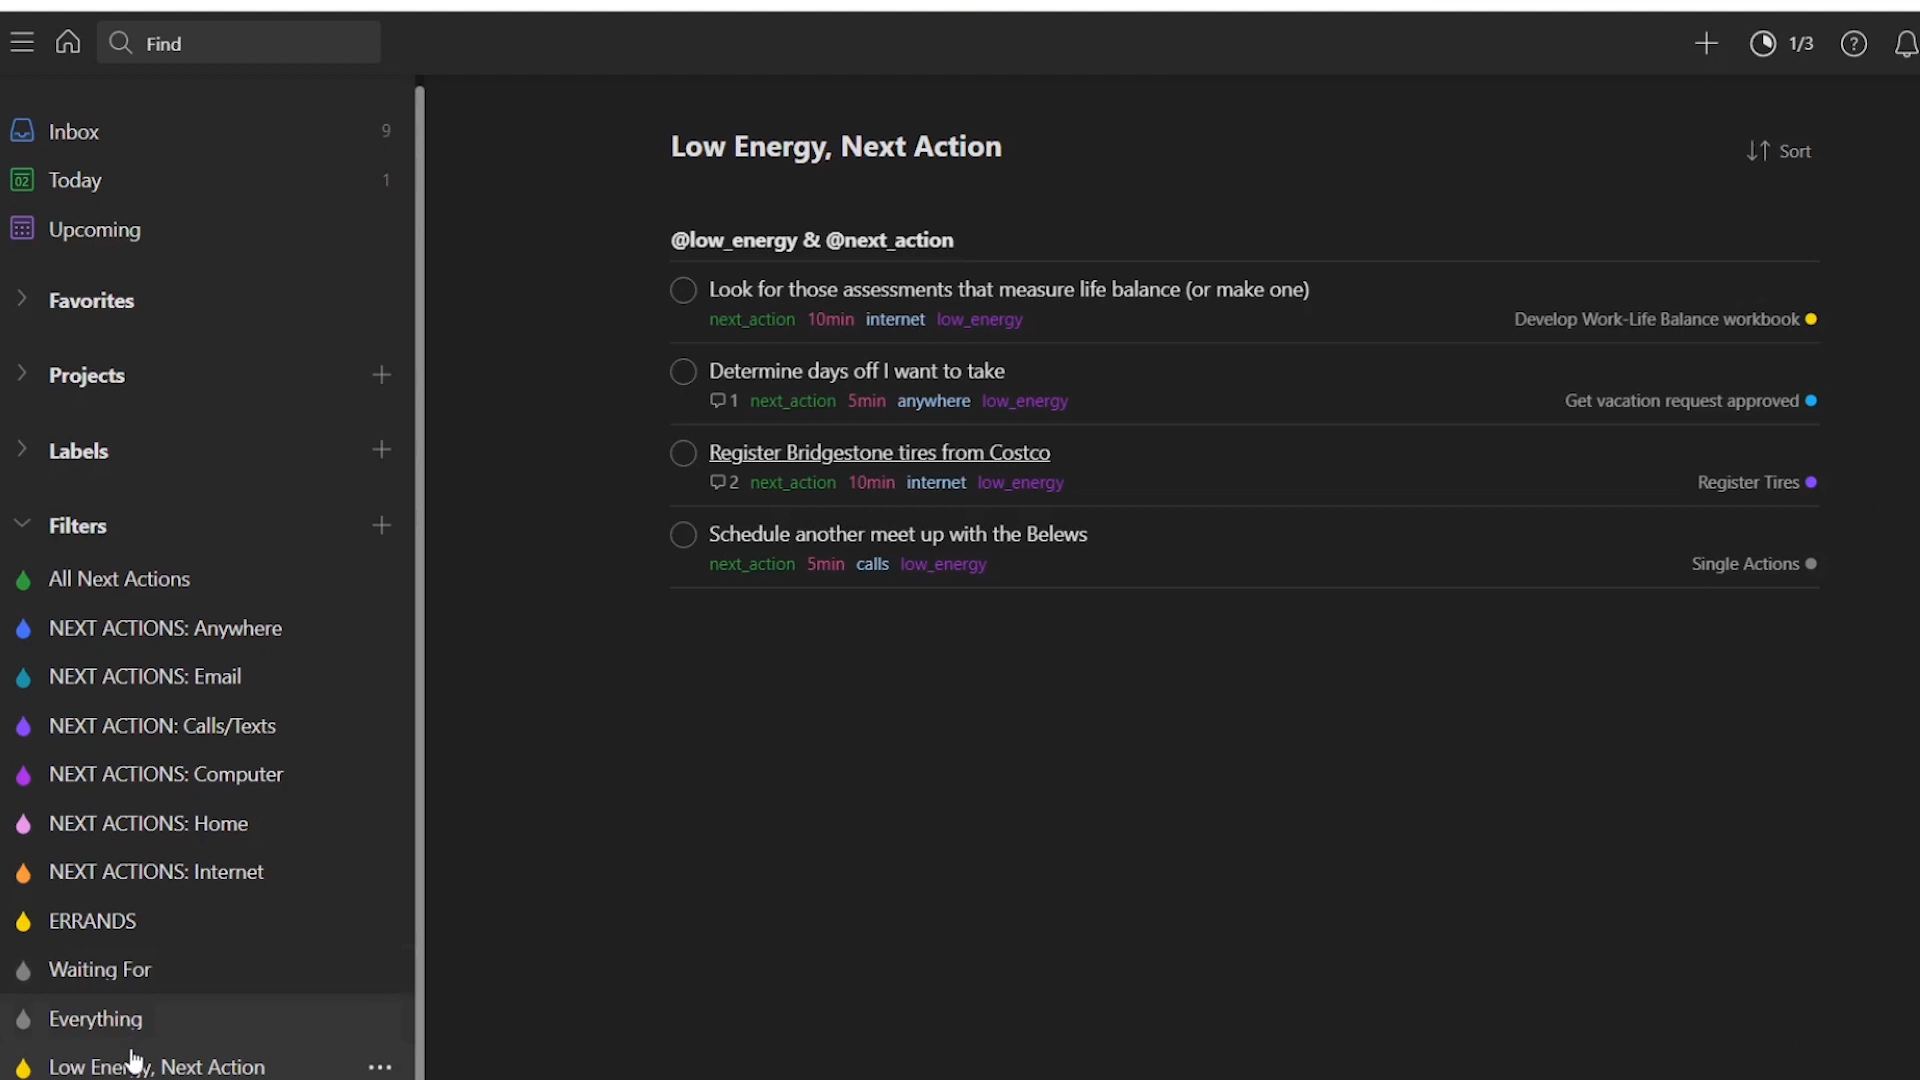 Find
1/3
Inbox 9
02 Today 1
Upcoming
Favorites
Projects
Labels
Filters
All Next Actions
NEXT ACTIONS: Anywhere
NEXT ACTIONS: Email
NEXT ACTION: Calls/Texts
NEXT ACTIONS: Computer
NEXT ACTIONS: Home
NEXT ACTIONS: Internet
ERRANDS
Waiting For
Everything
Low Energy, Next Action
Low Energy, Next Action
Sort
@low_energy & @next_action
Look for those assessments that measure life balance (or make one)
next_action 10min internet low_energy Develop Work-Life Balance workbook
Determine days off I want to take
1 next_action 5min anywhere low_energy Get vacation request approved
Register Bridgestone tires from Costco
2 next_action 10min internet low_energy Register Tires
Schedule another meet up with the Belews
next_action 5min calls low_energy Single Actions